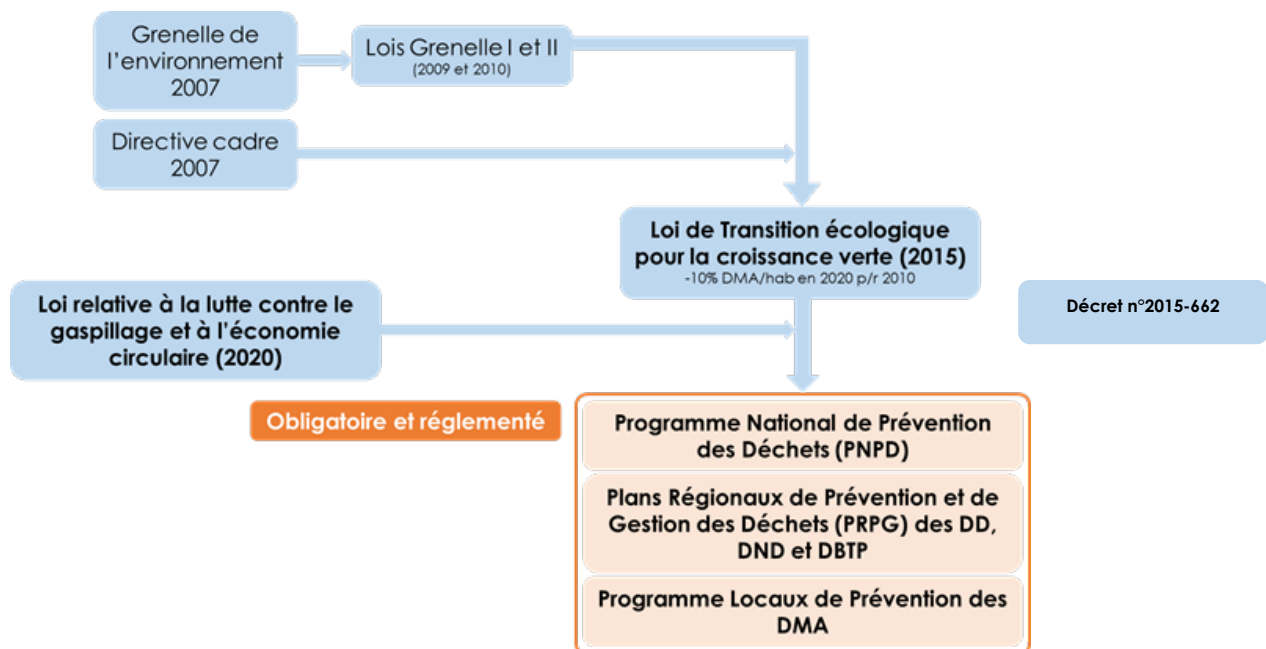 Grenelle de
l'environnement
2007
Lois Grenelle I et II
(2009 et 2010)
Directive cadre
2007
Loi de Transition écologique
pour la croissance verte (2015)
-10% DMA/hab en 2020 p/r 2010
Loi relative à la lutte contre le
gaspillage et à l'économie
circulaire (2020)
Décret n°2015-662
Obligatoire et réglementé
Programme National de Prévention
des Déchets (PNPD)
Plans Régionaux de Prévention et de
Gestion des Déchets (PRPG) des DD,
DND et DBTP
Programme Locaux de Prévention des
DMA